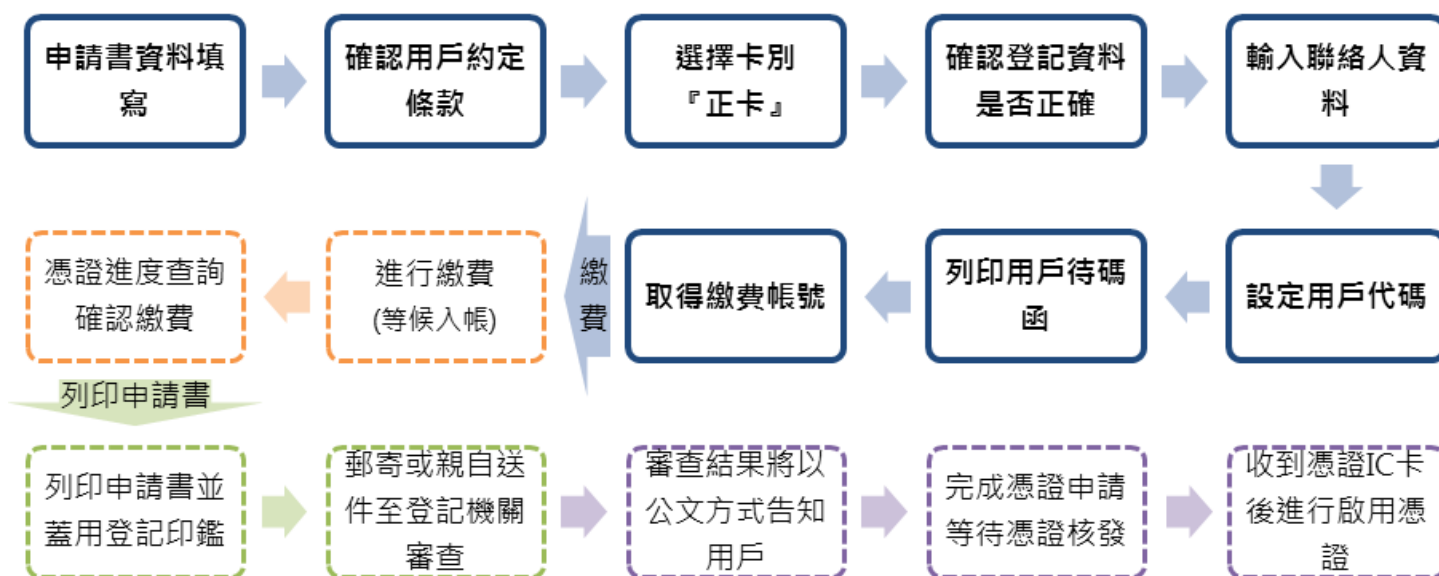 申請書資料填
寫
確認用戶約定
條款
選擇卡別
『正卡』
確認登記資料
是否正確
輸入聯絡人資
料
設定用戶代碼
列印用戶待碼
函
取得繳費帳號
繳
費
進行繳費
(等候入帳)
憑證進度查詢
確認繳費
列印申請書
列印申請書並
蓋用登記印鑑
郵寄或親自送
件至登記機關
審查
審查結果將以
公文方式告知
用戶
完成憑證申請
等待憑證核發
收到憑證IC卡
後進行啟用憑
證